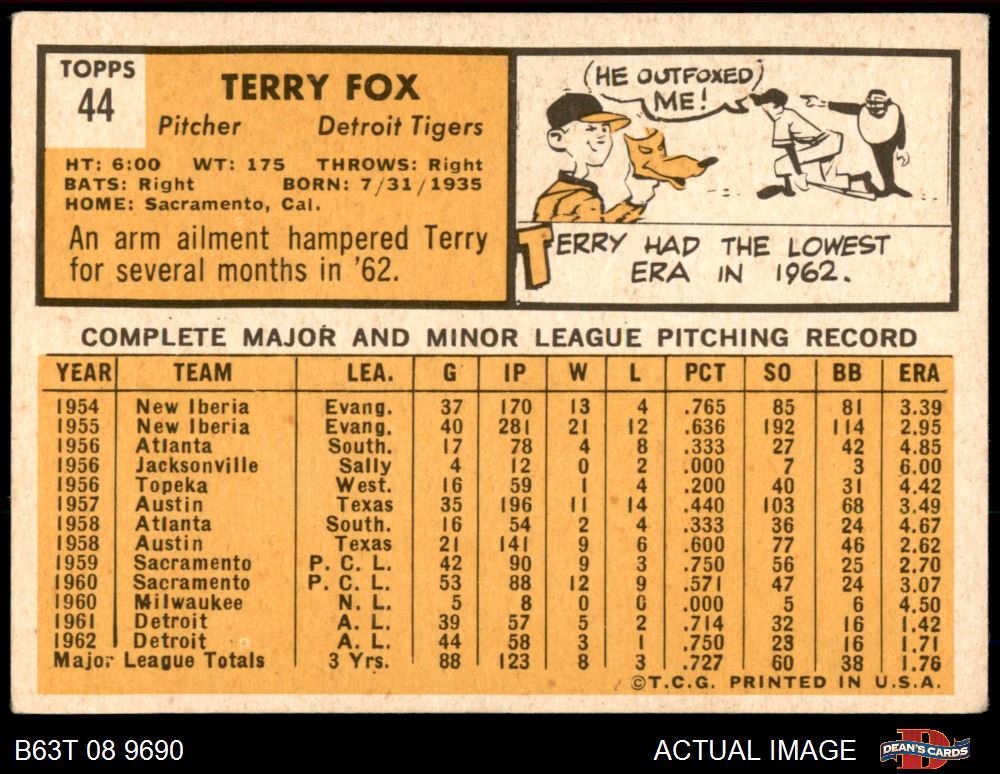 TOPPS
44
TERRY FOX
Pitcher Detroit Tigers
HT: 6:00 WT: 175 THROWS: Right
BATS: Right BORN: 7/31/1935
HOME: Sacramento, Cal.
An arm ailment hampered Terry
for several months in '62.
(HE OUTFOXED)
ME!
TERRY HAD THE LOWEST
ERA IN 1962.
COMPLETE MAJOR AND MINOR LEAGUE PITCHING RECORD
YEAR TEAM LEA. G IP W L PCT SO BB ERA
1954 New Iberia Evang. 37 170 13 4 .765 85 81 3.39
1955 New Iberia Evang. 40 281 21 12 .636 192 114 2.95
1956 Atlanta South. 17 78 4 8 .333 27 42 4.85
1956 Jacksonville Sally 4 12 0 2 .000 7 3 6.00
1956 Topeka West. 16 59 1 4 .200 40 31 4.42
1957 Austin Texas 35 196 11 14 .440 103 68 3.49
1958 Atlanta South. 16 54 2 4 .333 36 24 4.67
1958 Austin Texas 21 141 9 6 .600 77 46 2.62
1959 Sacramento P. C. L. 42 90 9 3 .750 56 25 2.70
1960 Sacramento P. C. L. 53 88 12 9 .571 47 24 3.07
1960 Milwaukee N. L. 5 8 0 0 .000 5 6 4.50
1961 Detroit A. L. 39 57 5 2 .714 32 16 1.42
1962 Detroit A. L. 44 58 3 1 .750 23 16 1.71
Major League Totals 3 Yrs. 88 123 8 3 .727 60 38 1.76
©T.C.G. PRINTED IN U.S.A.
B63T 08 9690 ACTUAL IMAGE DEAN'S CARDS